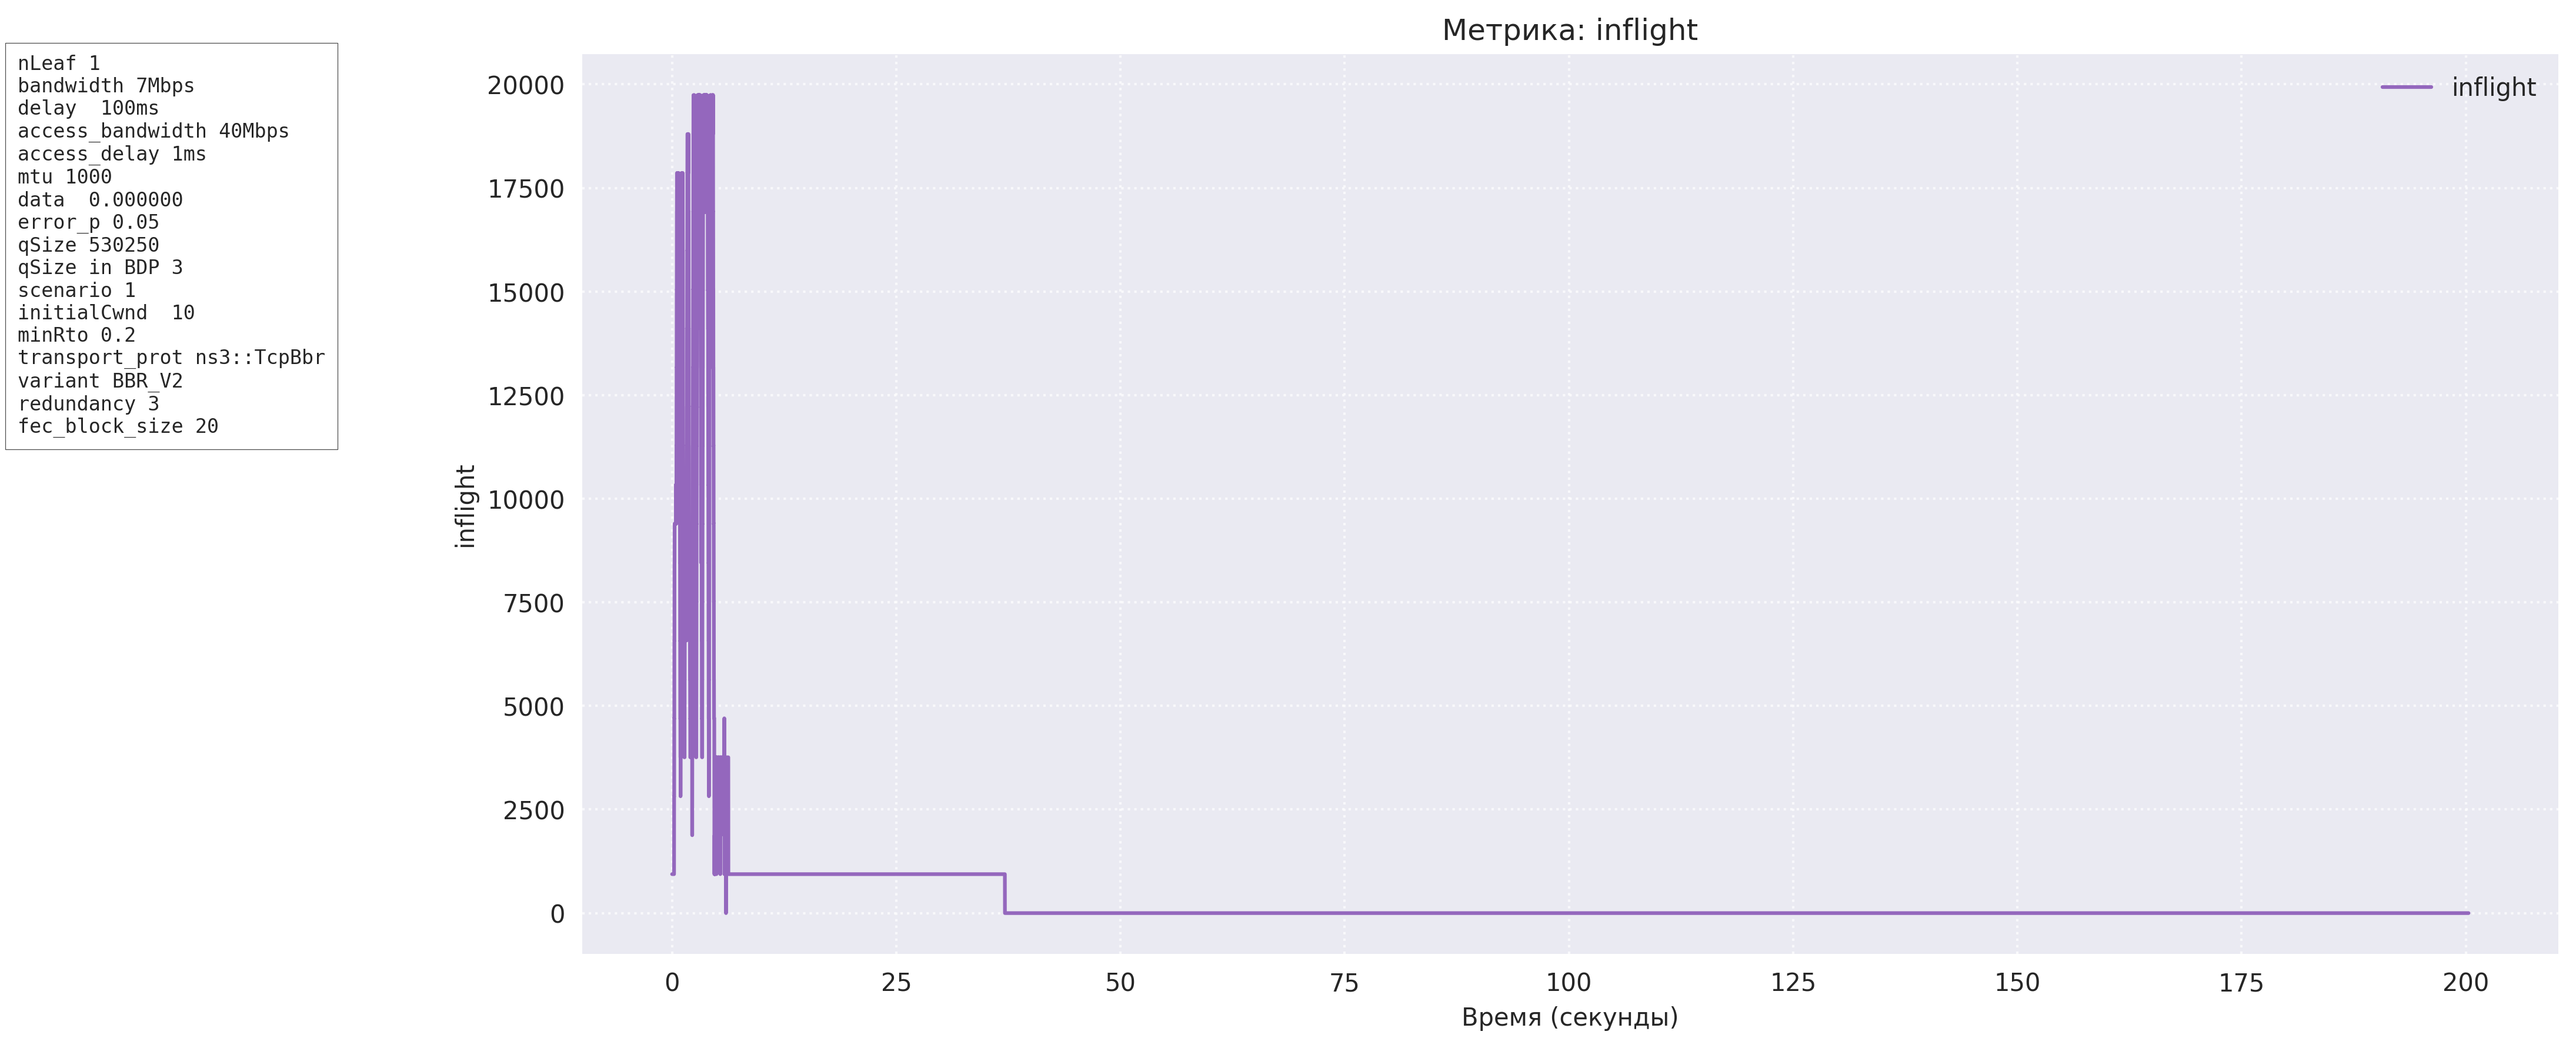 Метрика: inflight
nLeaf 1
bandwidth 7Mbps
delay  100ms
access_bandwidth 40Mbps
access_delay 1ms
mtu 1000
data  0.000000
error_p 0.05
qSize 530250
qSize in BDP 3
scenario 1
initialCwnd  10
minRto 0.2
transport_prot ns3::TcpBbr
variant BBR_V2
redundancy 3
fec_block_size 20
inflight
20000
17500
15000
12500
10000
7500
5000
2500
0
inflight
0 25 50 75 100 125 150 175 200
Время (секунды)